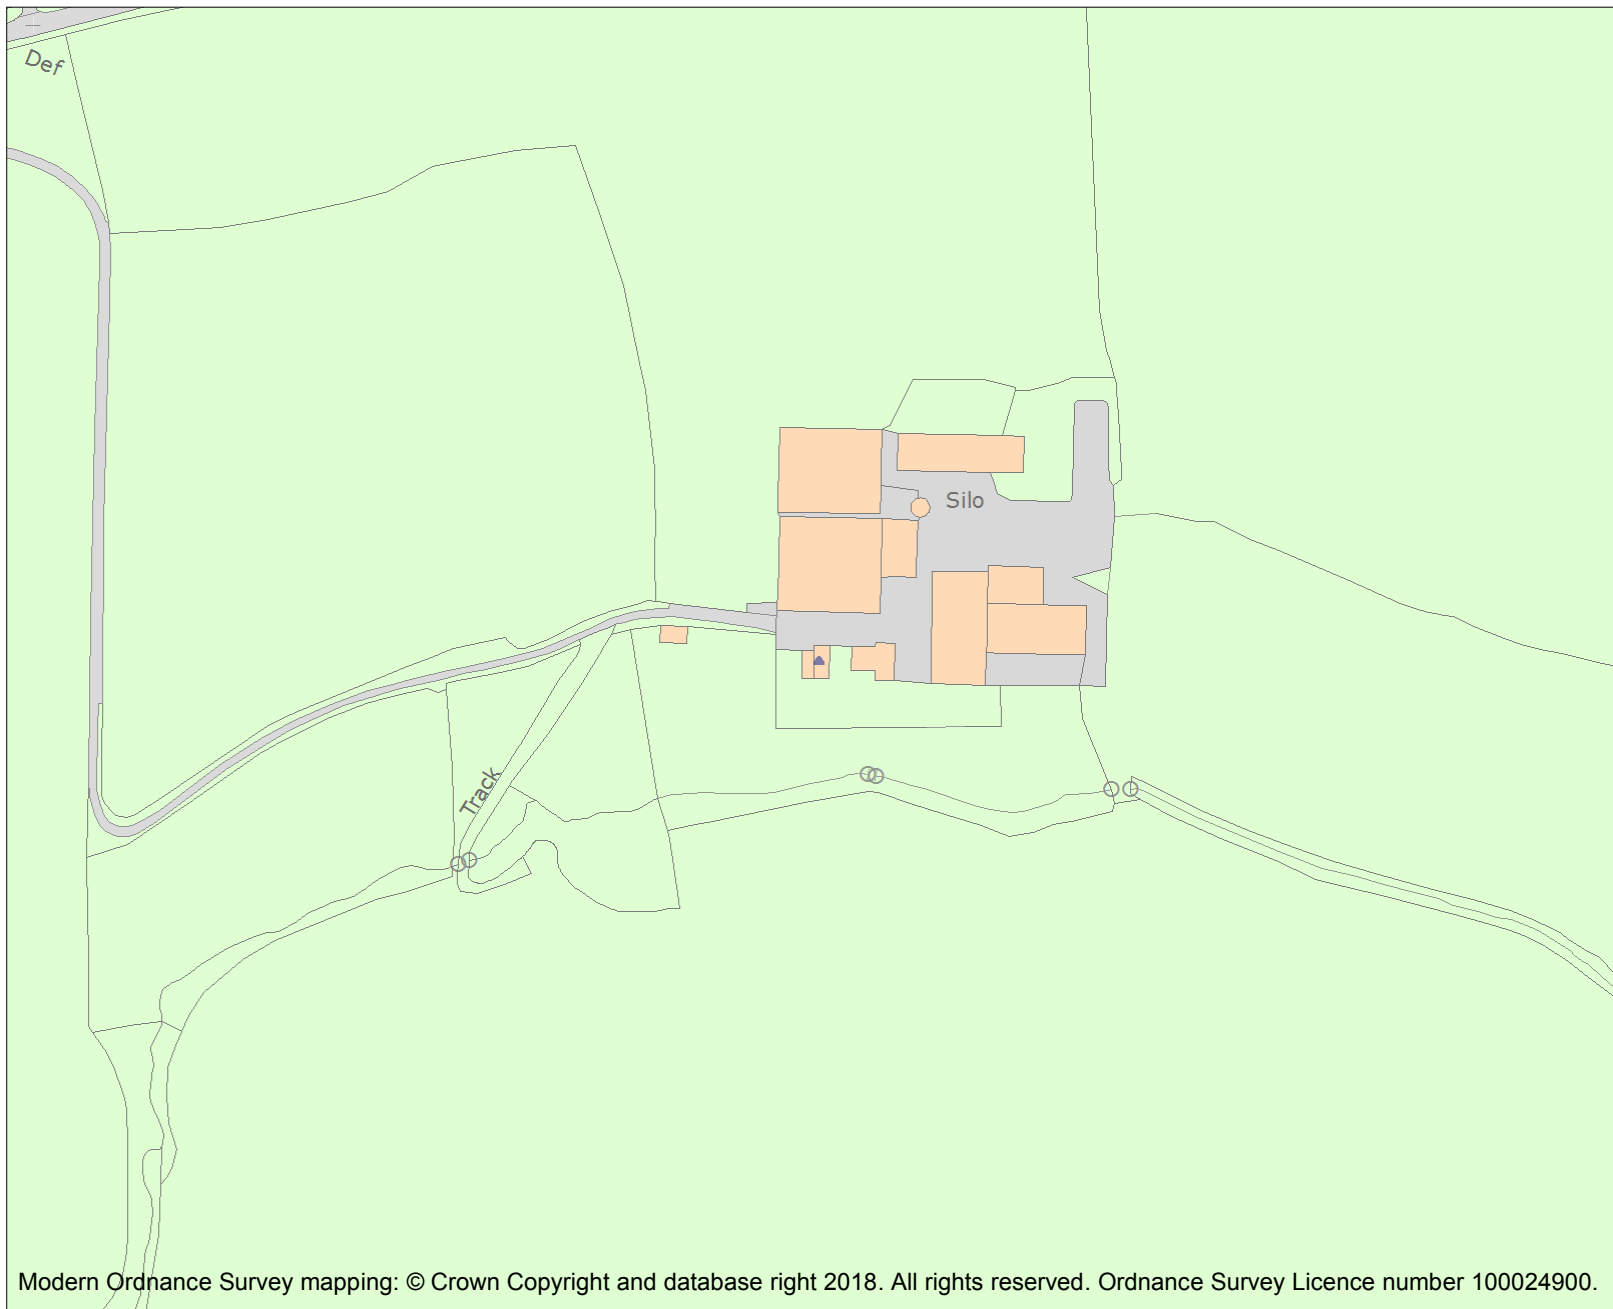 Def
Silo
Track
Modern Ordnance Survey mapping: © Crown Copyright and database right 2018. All rights reserved. Ordnance Survey Licence number 100024900.